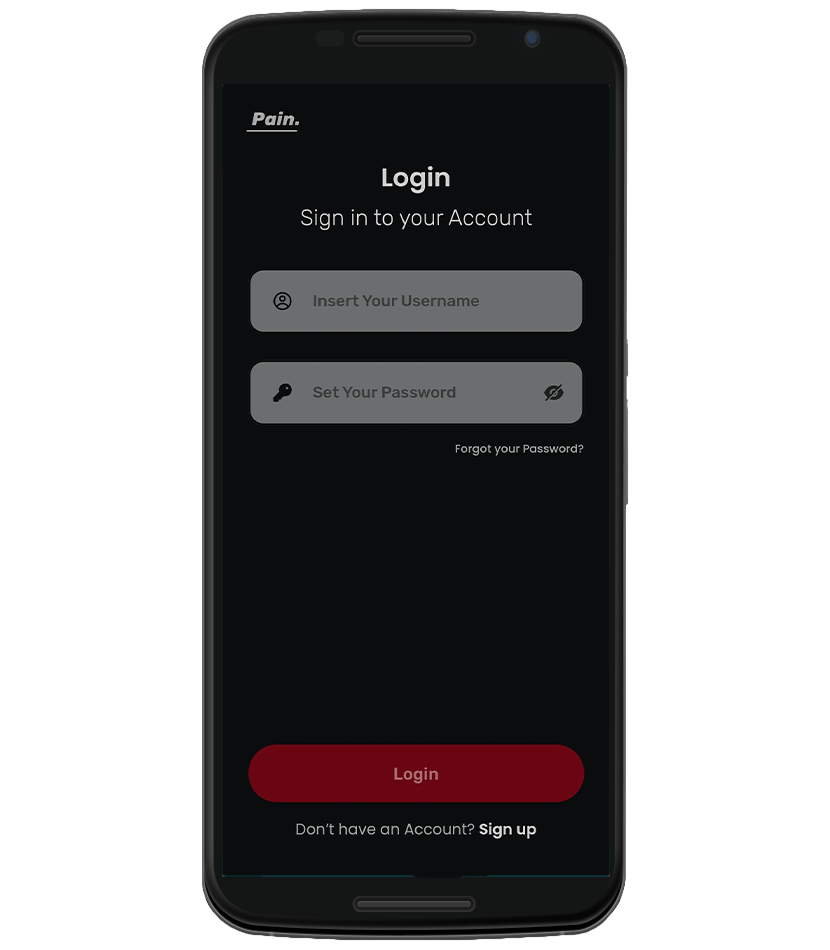 Pain.
Login
Sign in to your Account
Insert Your Username
Set Your Password
Forgot your Password?
Login
Don't have an Account? Sign up